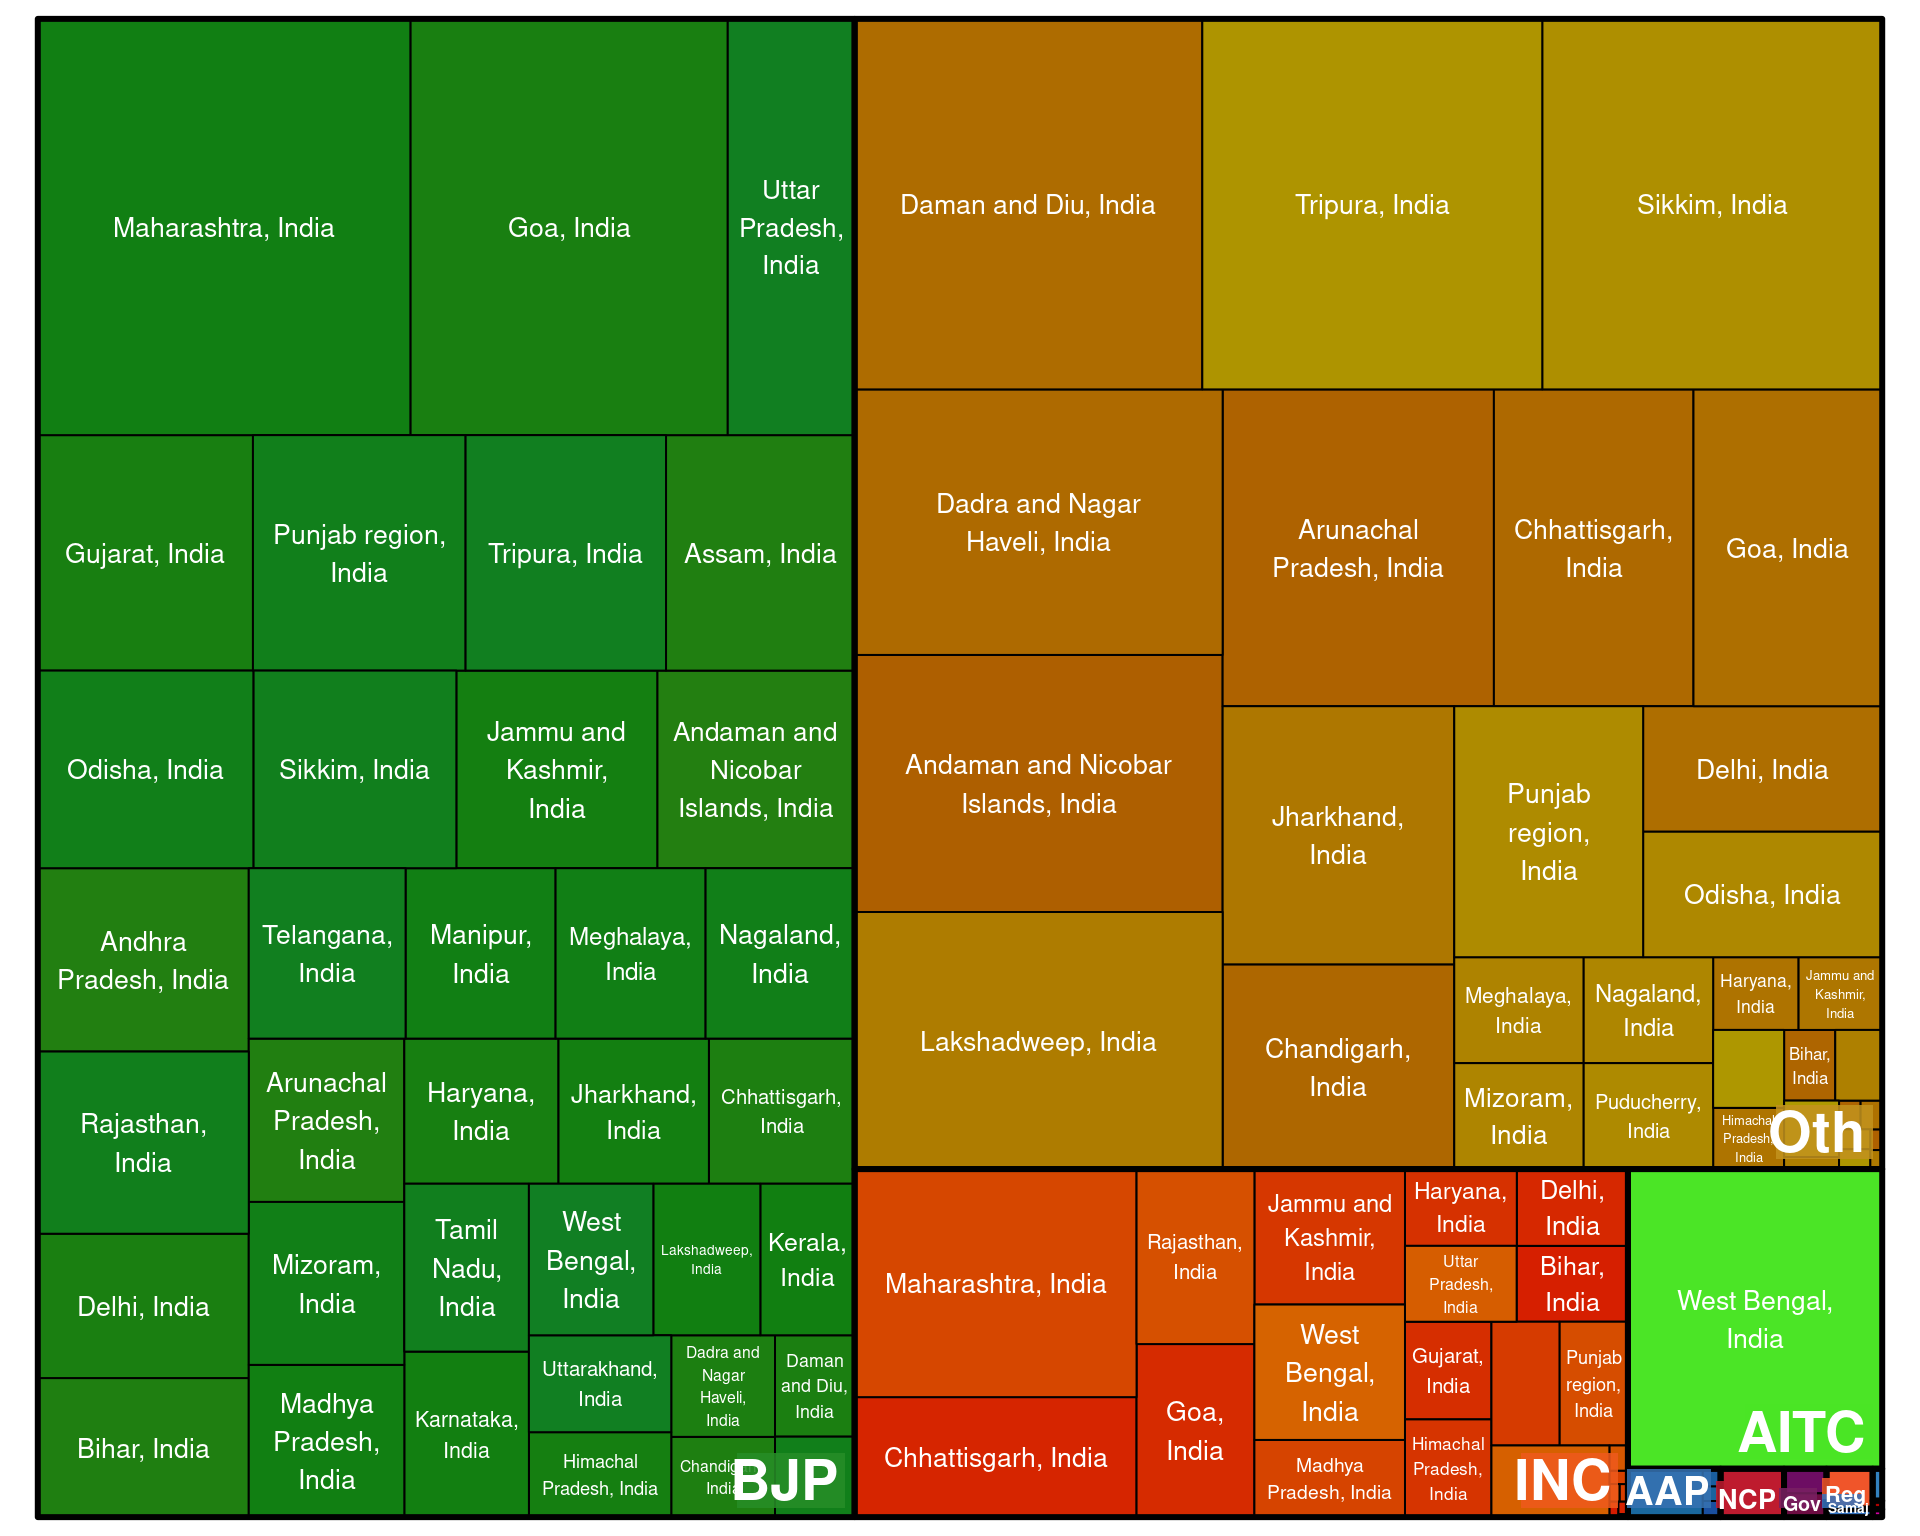 Maharashtra, India
Goa, India
Uttar
Pradesh,
India
Gujarat, India
Punjab region,
India
Tripura, India
Assam, India
Odisha, India
Sikkim, India
Jammu and
Kashmir,
India
Andaman and
Nicobar
Islands, India
Andhra
Pradesh, India
Telangana,
India
Manipur,
India
Meghalaya,
India
Nagaland,
India
Rajasthan,
India
Arunachal
Pradesh,
India
Haryana,
India
Jharkhand,
India
Chhattisgarh,
India
Delhi, India
Mizoram,
India
Tamil
Nadu,
India
West
Bengal,
India
Lakshadweep,
India
Kerala,
India
Bihar, India
Madhya
Pradesh,
India
Karnataka,
India
Uttarakhand,
India
Dadra and
Nagar
Haveli,
India
Daman
and Diu,
India
Himachal
Pradesh, India
BJP
Daman and Diu, India
Tripura, India
Sikkim, India
Dadra and Nagar
Haveli, India
Arunachal
Pradesh, India
Chhattisgarh,
India
Goa, India
Andaman and Nicobar
Islands, India
Jharkhand,
India
Punjab
region,
India
Delhi, India
Odisha, India
Lakshadweep, India
Chandigarh,
India
Meghalaya,
India
Nagaland,
India
Haryana,
India
Jammu and
Kashmir,
India
Mizoram,
India
Puducherry,
India
Bihar,
India
Himachal
Pradesh,
India
Oth
Maharashtra, India
Rajasthan,
India
Jammu and
Kashmir,
India
Haryana,
India
Delhi,
India
Uttar
Pradesh,
India
Bihar,
India
Chhattisgarh, India
Goa,
India
West
Bengal,
India
Gujarat,
India
Punjab
region,
India
Madhya
Pradesh, India
Himachal
Pradesh,
India
INC
West Bengal,
India
AITC
AAP
NCP
Gov
Reg
Samaj